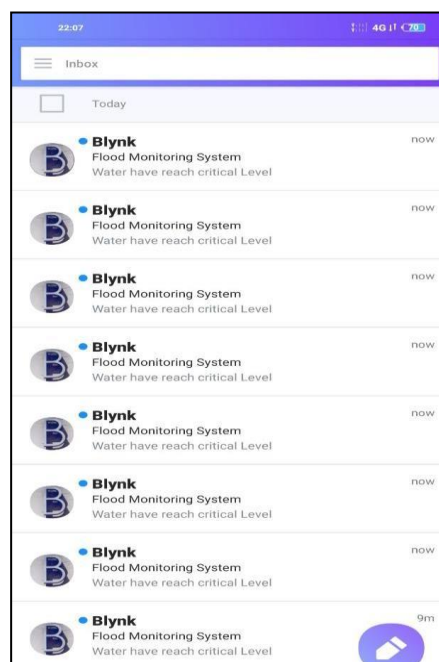 22:07
4G 70
Inbox
Today
Blynk
now
Flood Monitoring System
Water have reach critical Level
Blynk
now
Flood Monitoring System
Water have reach critical Level
Blynk
now
Flood Monitoring System
Water have reach critical Level
Blynk
now
Flood Monitoring System
Water have reach critical Level
Blynk
now
Flood Monitoring System
Water have reach critical Level
Blynk
now
Flood Monitoring System
Water have reach critical Level
Blynk
now
Flood Monitoring System
Water have reach critical Level
Blynk
9m
Flood Monitoring System
Water have reach critical Level